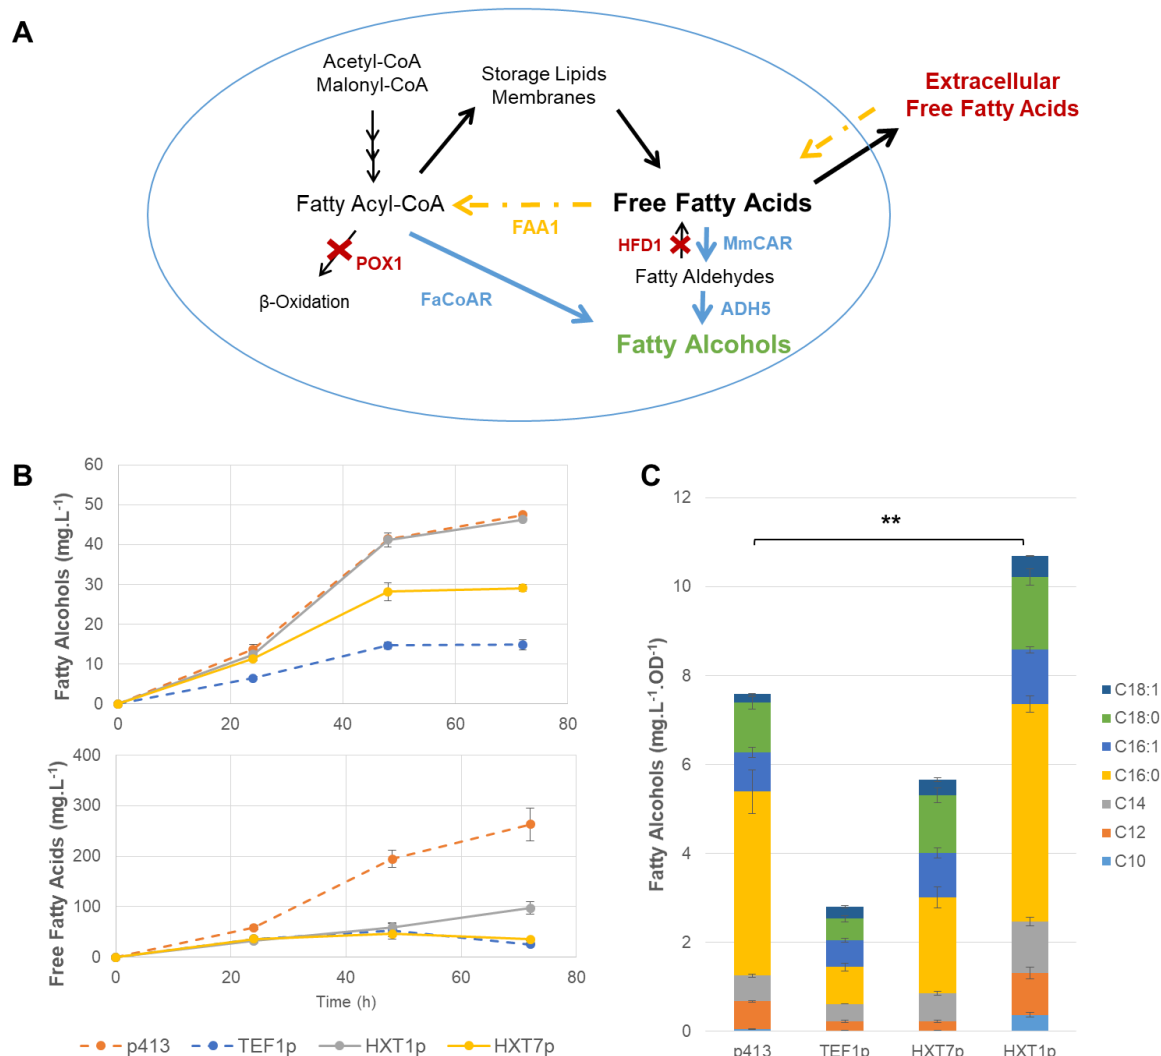 A
Acetyl-CoA
Malonyl-CoA
Storage Lipids
Membranes
Extracellular
Free Fatty Acids
Fatty Acyl-CoA
FAA1
Free Fatty Acids
POX1
HFD1
MmCAR
Fatty Aldehydes
β-Oxidation
FaCoAR
ADH5
Fatty Alcohols
B
Fatty Alcohols (mg.L⁻¹)
60
50
40
30
20
10
0
0 20 40 60 80
Free Fatty Acids (mg.L⁻¹)
400
300
200
100
0
0 20 40 60 80
Time (h)
p413 TEF1p HXT1p HXT7p
C
Fatty Alcohols (mg.L⁻¹.OD⁻¹)
12
10
8
6
4
2
0
**
p413 TEF1p HXT7p HXT1p
C18:1
C18:0
C16:1
C16:0
C14
C12
C10